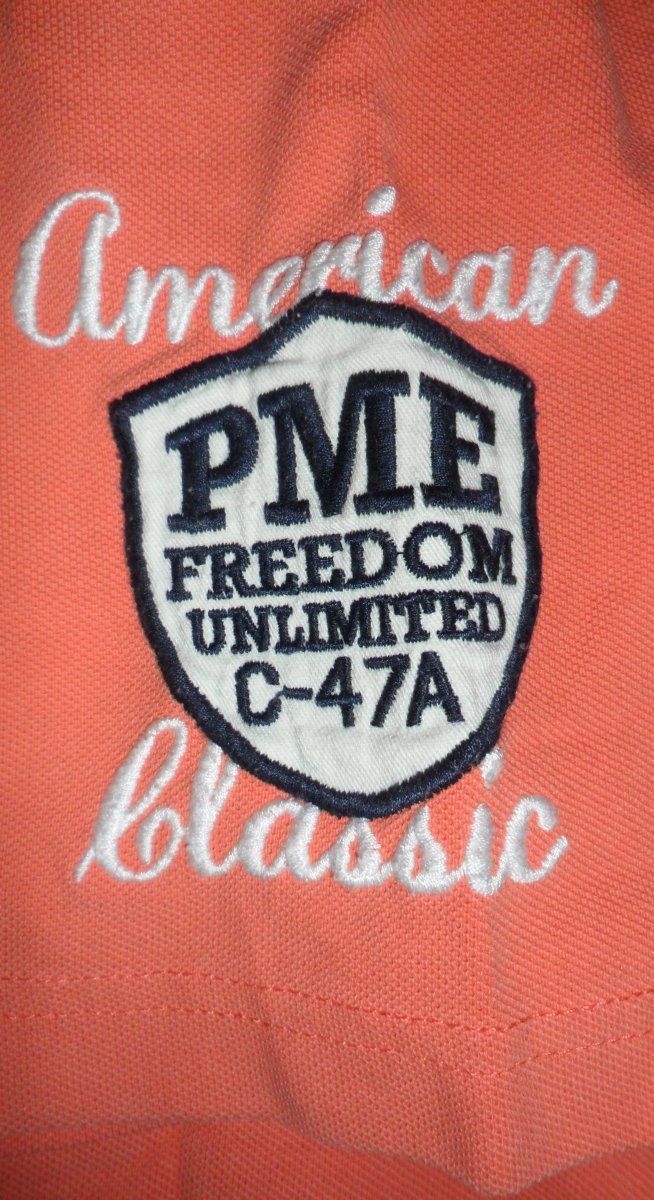 American
PME
FREEDOM
UNLIMITED
C-47A
Classic